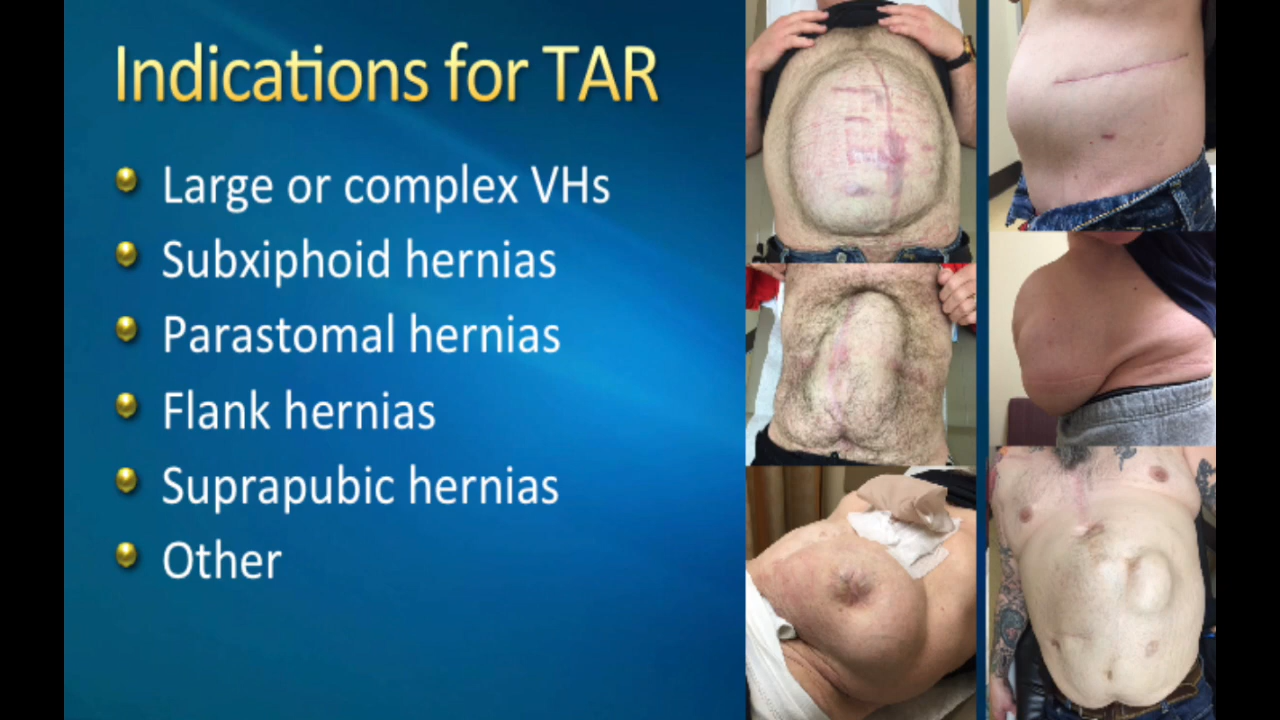 Indications for TAR
Large or complex VHs
Subxiphoid hernias
Parastomal hernias
Flank hernias
Suprapubic hernias
Other